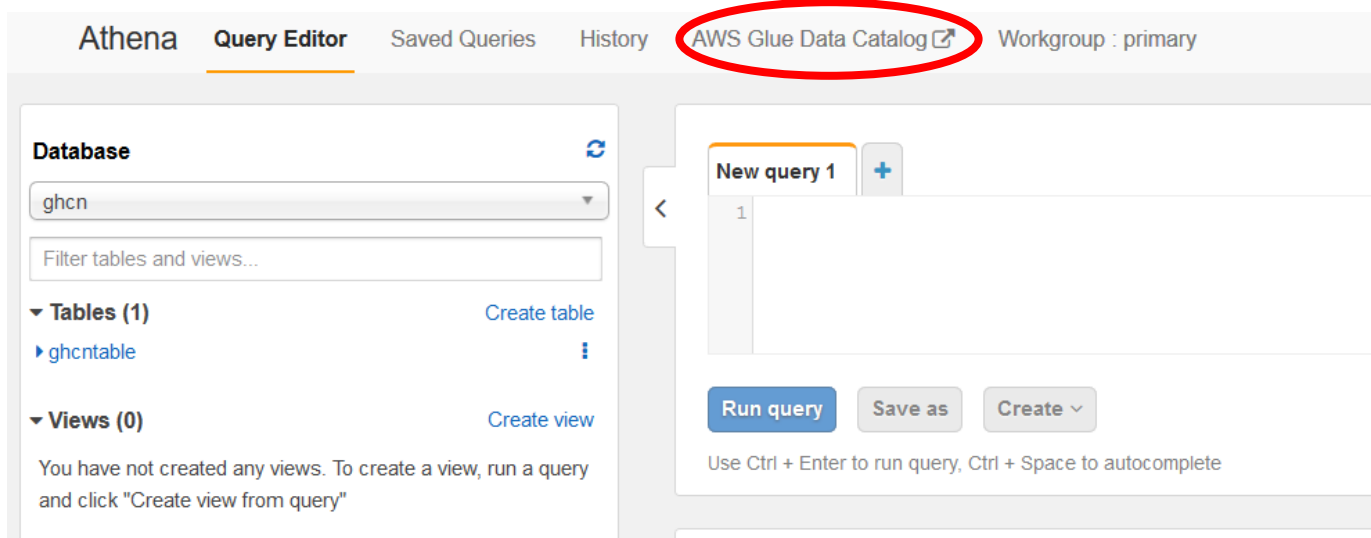 Athena Query Editor Saved Queries History AWS Glue Data Catalog Workgroup : primary
Database
ghcn
Filter tables and views...
Tables (1) Create table
ghcntable
Views (0) Create view
You have not created any views. To create a view, run a query
and click "Create view from query"
New query 1
1
Run query Save as Create
Use Ctrl + Enter to run query, Ctrl + Space to autocomplete